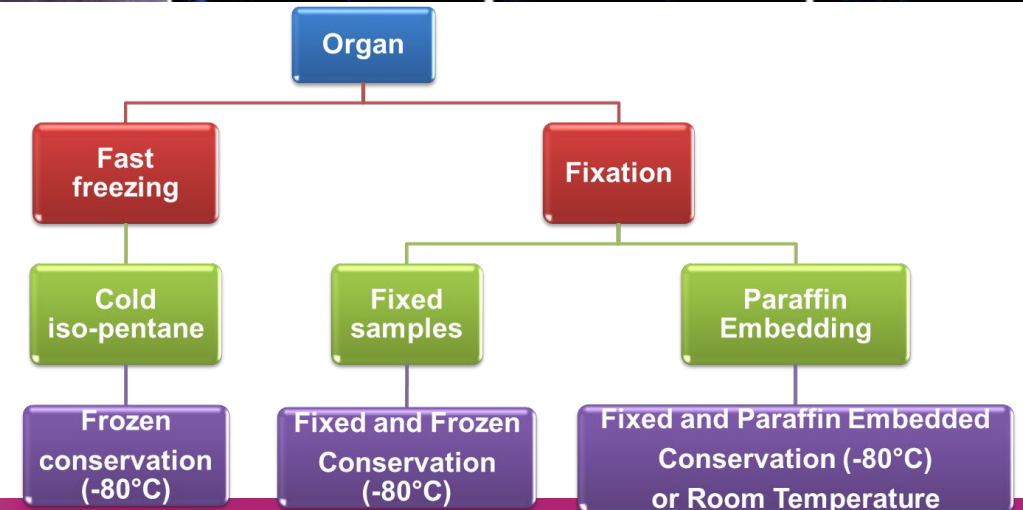 Organ
Fast
freezing
Fixation
Cold
iso-pentane
Fixed
samples
Paraffin
Embedding
Frozen
conservation
(-80°C)
Fixed and Frozen
Conservation
(-80°C)
Fixed and Paraffin Embedded
Conservation (-80°C)
or Room Temperature